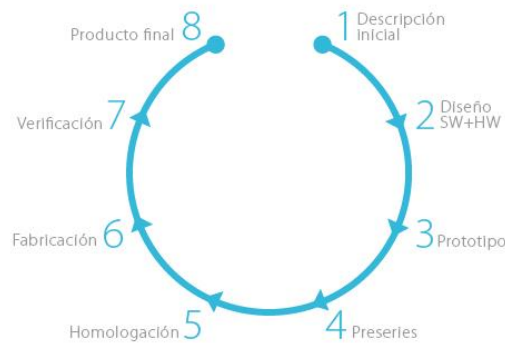 1 Descripción
inicial
2 Diseño
SW+HW
3 Prototipo
4 Preseries
Homologación 5
Fabricación 6
Verificación 7
Producto final 8